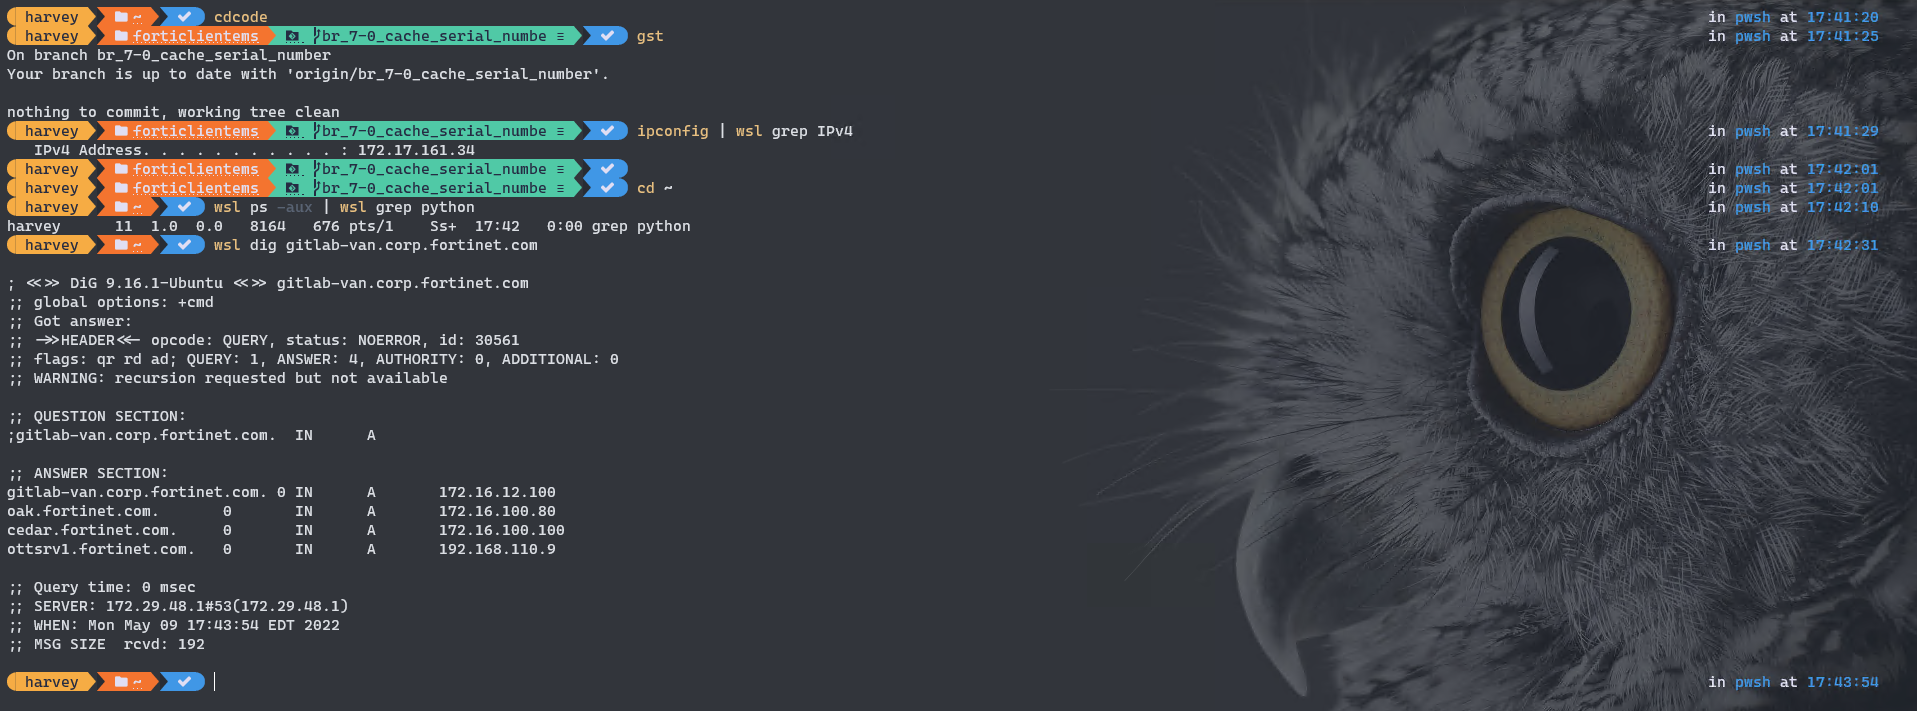 harvey ~ cdcode in pwsh at 17:41:20
harvey forticlientems br_7-0_cache_serial_numbe ≡ gst in pwsh at 17:41:25
On branch br_7-0_cache_serial_number
Your branch is up to date with 'origin/br_7-0_cache_serial_number'.
nothing to commit, working tree clean
harvey forticlientems br_7-0_cache_serial_numbe ≡ ipconfig | wsl grep IPv4 in pwsh at 17:41:29
IPv4 Address. . . . . . . . . . . : 172.17.161.34
harvey forticlientems br_7-0_cache_serial_numbe ≡ in pwsh at 17:42:01
harvey forticlientems br_7-0_cache_serial_numbe ≡ cd ~ in pwsh at 17:42:01
harvey ~ wsl ps -aux | wsl grep python in pwsh at 17:42:10
harvey 11 1.0 0.0 8164 676 pts/1 Ss+ 17:42 0:00 grep python
harvey ~ wsl dig gitlab-van.corp.fortinet.com in pwsh at 17:42:31
; <<>> DiG 9.16.1-Ubuntu <<>> gitlab-van.corp.fortinet.com
;; global options: +cmd
;; Got answer:
;; ->>HEADER<<- opcode: QUERY, status: NOERROR, id: 30561
;; flags: qr rd ad; QUERY: 1, ANSWER: 4, AUTHORITY: 0, ADDITIONAL: 0
;; WARNING: recursion requested but not available
;; QUESTION SECTION:
;gitlab-van.corp.fortinet.com. IN A
;; ANSWER SECTION:
gitlab-van.corp.fortinet.com. 0 IN A 172.16.12.100
oak.fortinet.com. 0 IN A 172.16.100.80
cedar.fortinet.com. 0 IN A 172.16.100.100
ottsrv1.fortinet.com. 0 IN A 192.168.110.9
;; Query time: 0 msec
;; SERVER: 172.29.48.1#53(172.29.48.1)
;; WHEN: Mon May 09 17:43:54 EDT 2022
;; MSG SIZE rcvd: 192
harvey ~ in pwsh at 17:43:54